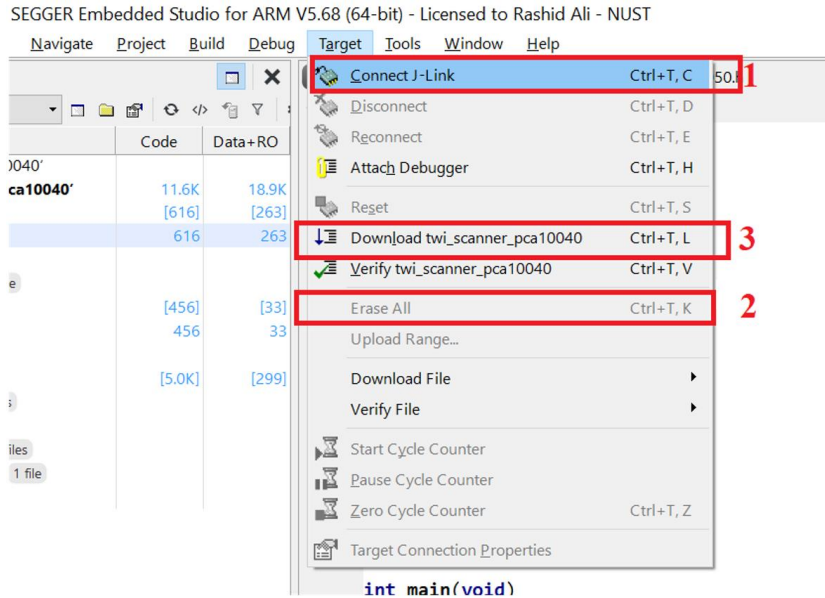 SEGGER Embedded Studio for ARM V5.68 (64-bit) - Licensed to Rashid Ali - NUST
Navigate Project Build Debug Target Tools Window Help
Connect J-Link Ctrl+T, C 1
50.
Disconnect Ctrl+T, D
Reconnect Ctrl+T, E
Code Data+RO
0040'
Attach Debugger Ctrl+T, H
ca10040' 11.6K 18.9K
[616] [263]
Reset Ctrl+T, S
616 263
Download twi_scanner_pca10040 Ctrl+T, L 3
Verify twi_scanner_pca10040 Ctrl+T, V
e
[456] [33]
Erase All Ctrl+T, K 2
456 33
Upload Range...
[5.0K] [299]
Download File
s
Verify File
iles
Start Cycle Counter
1 file
Pause Cycle Counter
Zero Cycle Counter Ctrl+T, Z
Target Connection Properties
int main(void)